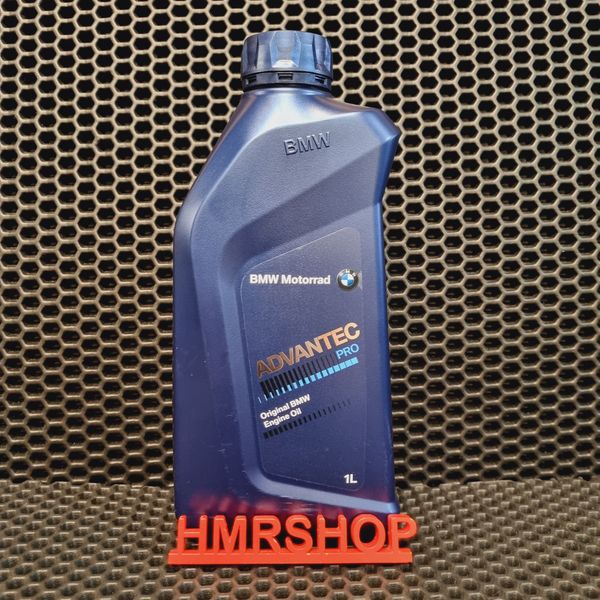 BMW
BMW Motorrad
ADVANTEC
PRO
Original BMW
Engine Oil
1L
HMRSHOP